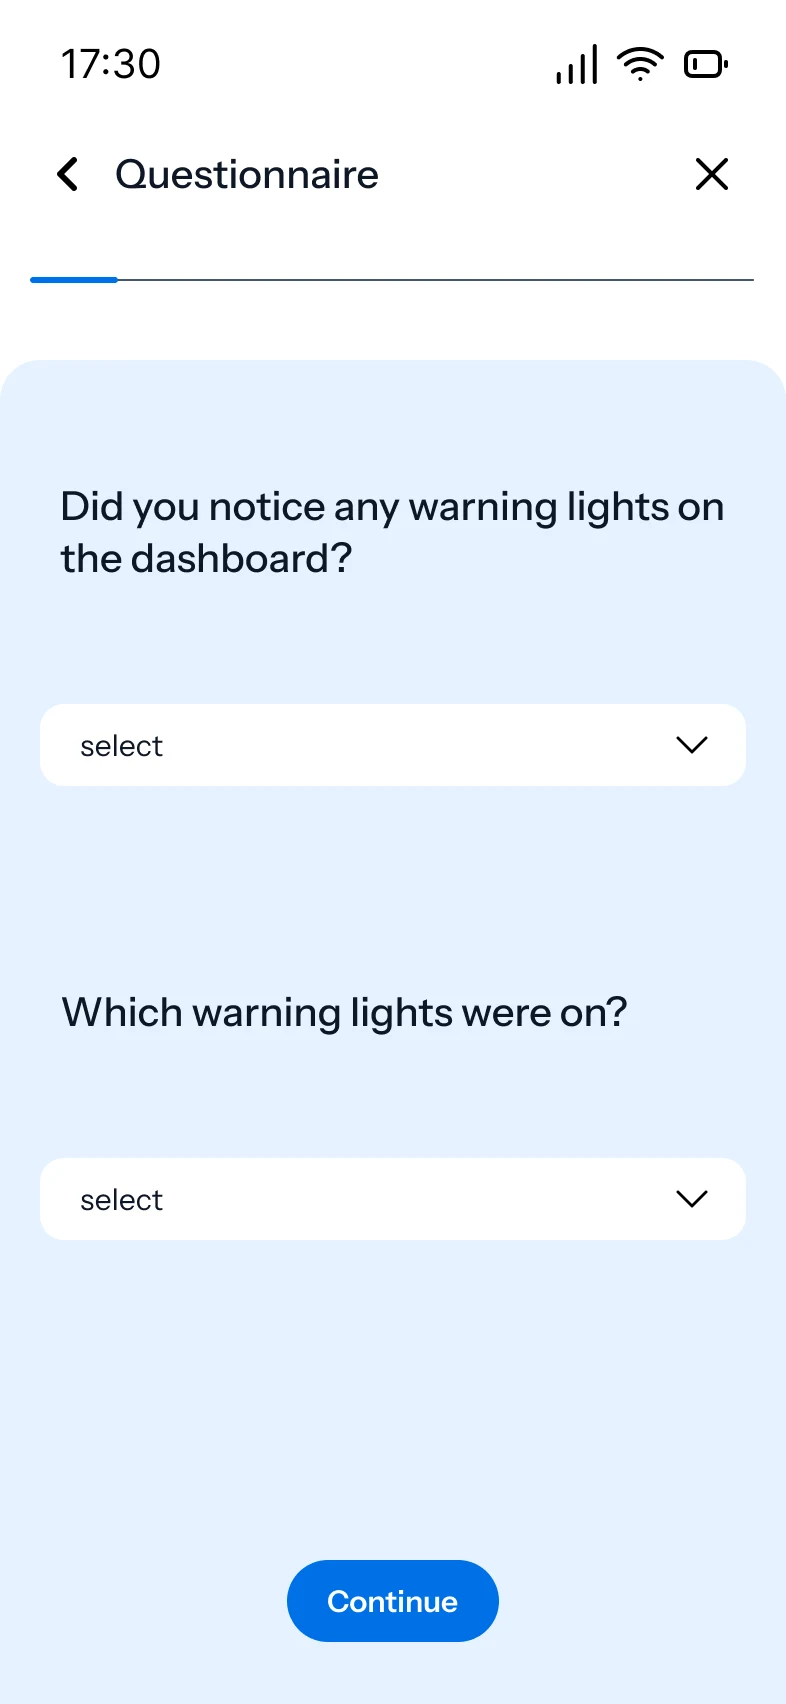 17:30
Questionnaire
Did you notice any warning lights on
the dashboard?
select
Which warning lights were on?
select
Continue